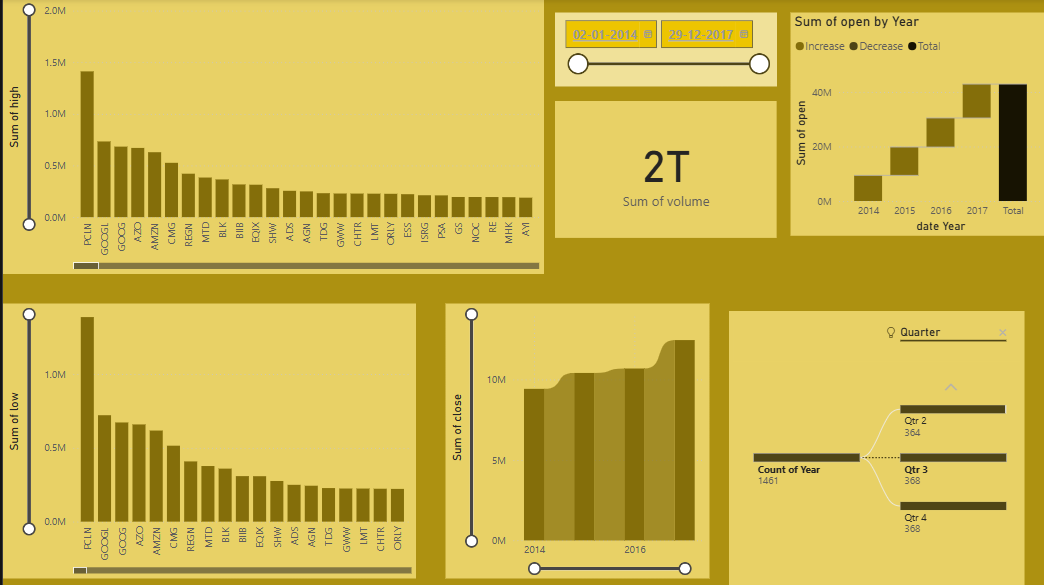 2.0M
1.5M
1.0M
0.5M
0.0M
Sum of high
PCLN
GOOGL
GOOG
AZO
AMZN
CMG
REGN
MTD
BLK
BIIB
EQIX
SHW
ADS
AGN
TDG
GWW
CHTR
LMT
ORLY
ESS
ISRG
PSA
GS
NOC
RE
MHK
AYI
02-01-2014 29-12-2017
2T
Sum of volume
Sum of open by Year
Increase Decrease Total
40M
20M
0M
Sum of open
2014 2015 2016 2017 Total
date Year
1.0M
0.5M
0.0M
Sum of low
PCLN
GOOGL
GOOG
AZO
AMZN
CMG
REGN
MTD
BLK
BIIB
EQIX
SHW
ADS
AGN
TDG
GWW
LMT
CHTR
ORLY
10M
5M
0M
Sum of close
2014 2016
Quarter
Qtr 2
364
Count of Year
1461
Qtr 3
368
Qtr 4
368